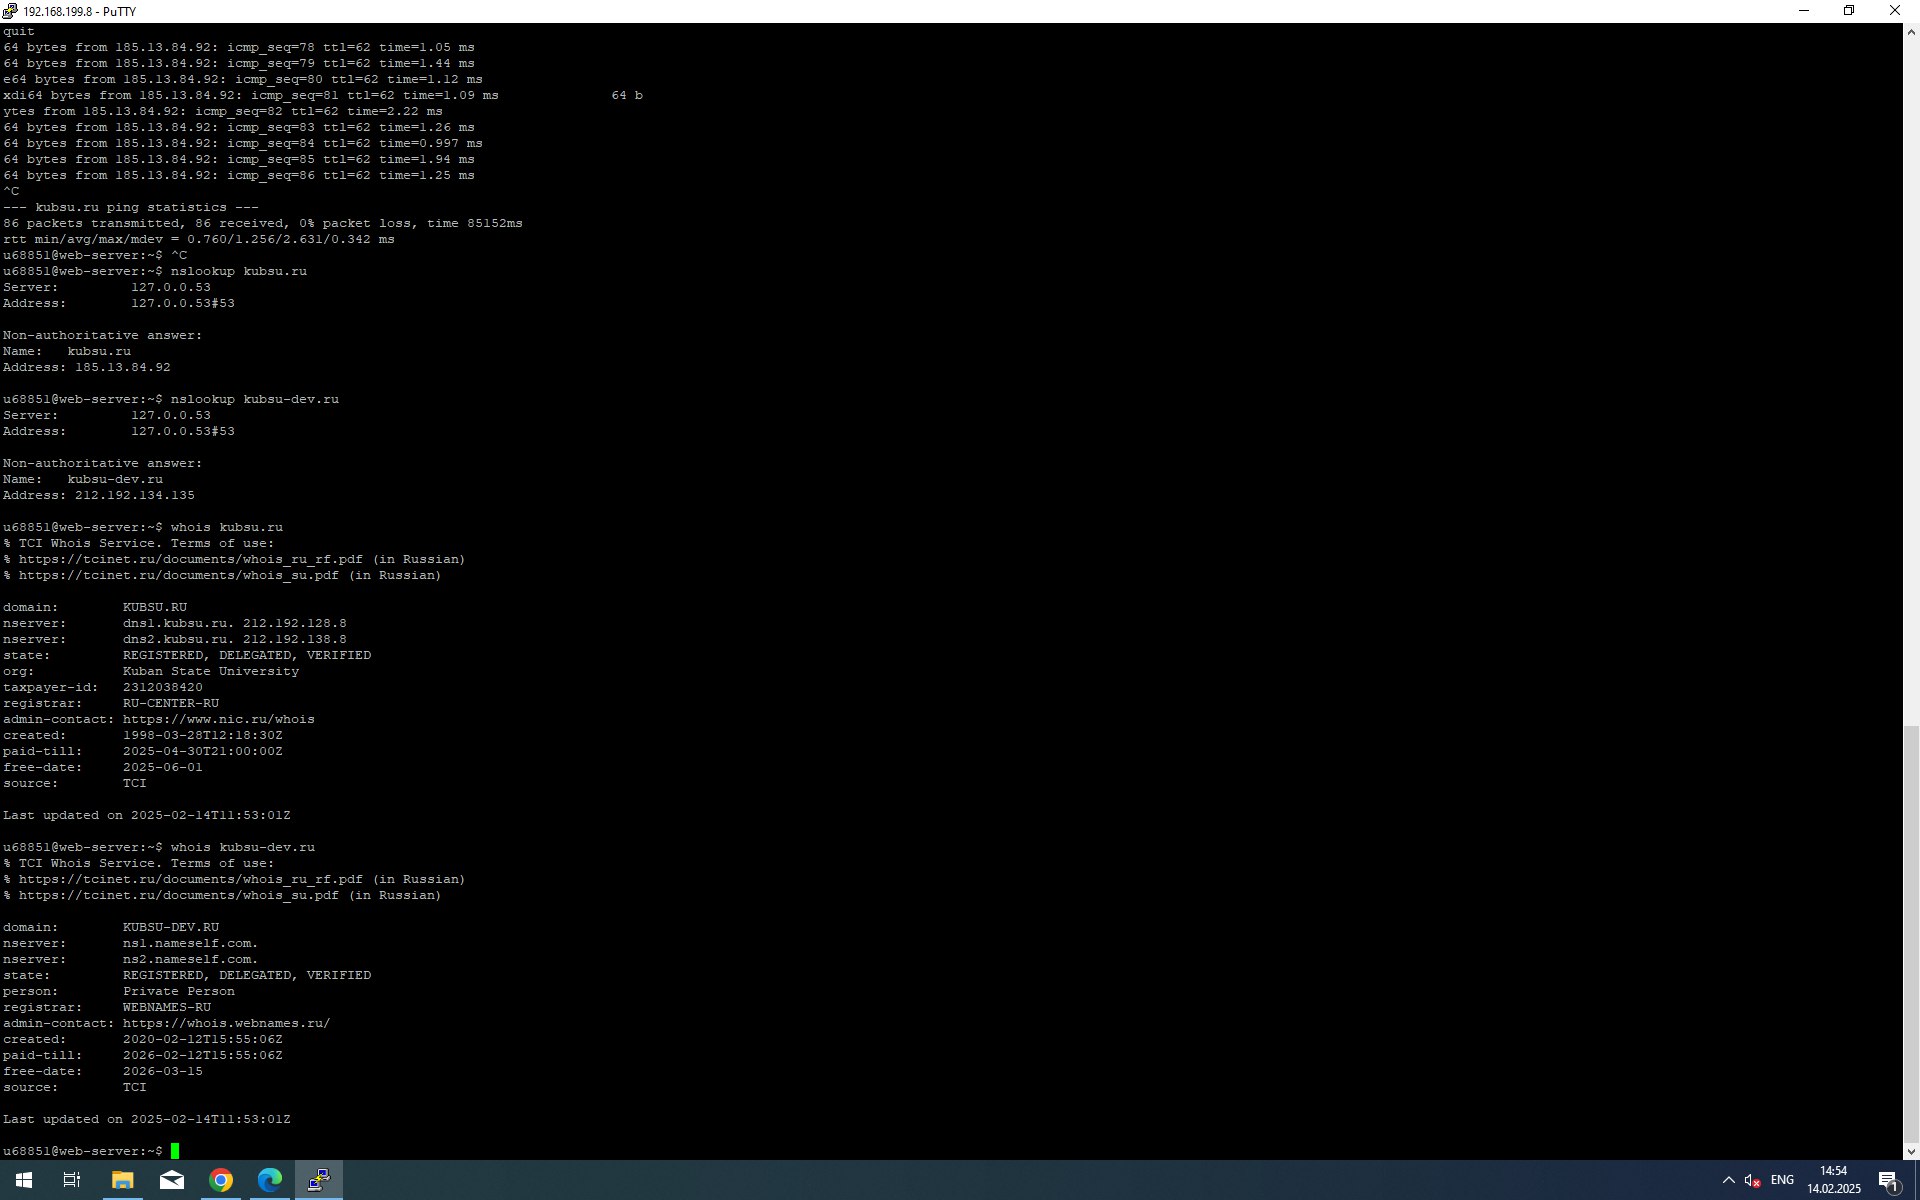 192.168.199.8 - PuTTY
quit
64 bytes from 185.13.84.92: icmp_seq=78 ttl=62 time=1.05 ms
64 bytes from 185.13.84.92: icmp_seq=79 ttl=62 time=1.44 ms
e64 bytes from 185.13.84.92: icmp_seq=80 ttl=62 time=1.12 ms
xdi64 bytes from 185.13.84.92: icmp_seq=81 ttl=62 time=1.09 ms              64 b
ytes from 185.13.84.92: icmp_seq=82 ttl=62 time=2.22 ms
64 bytes from 185.13.84.92: icmp_seq=83 ttl=62 time=1.26 ms
64 bytes from 185.13.84.92: icmp_seq=84 ttl=62 time=0.997 ms
64 bytes from 185.13.84.92: icmp_seq=85 ttl=62 time=1.94 ms
64 bytes from 185.13.84.92: icmp_seq=86 ttl=62 time=1.25 ms
^C
--- kubsu.ru ping statistics ---
86 packets transmitted, 86 received, 0% packet loss, time 85152ms
rtt min/avg/max/mdev = 0.760/1.256/2.631/0.342 ms
u68851@web-server:~$ ^C
u68851@web-server:~$ nslookup kubsu.ru
Server:         127.0.0.53
Address:        127.0.0.53#53

Non-authoritative answer:
Name:   kubsu.ru
Address: 185.13.84.92

u68851@web-server:~$ nslookup kubsu-dev.ru
Server:         127.0.0.53
Address:        127.0.0.53#53

Non-authoritative answer:
Name:   kubsu-dev.ru
Address: 212.192.134.135

u68851@web-server:~$ whois kubsu.ru
% TCI Whois Service. Terms of use:
% https://tcinet.ru/documents/whois_ru_rf.pdf (in Russian)
% https://tcinet.ru/documents/whois_su.pdf (in Russian)

domain:        KUBSU.RU
nserver:       dns1.kubsu.ru. 212.192.128.8
nserver:       dns2.kubsu.ru. 212.192.138.8
state:         REGISTERED, DELEGATED, VERIFIED
org:           Kuban State University
taxpayer-id:   2312038420
registrar:     RU-CENTER-RU
admin-contact: https://www.nic.ru/whois
created:       1998-03-28T12:18:30Z
paid-till:     2025-04-30T21:00:00Z
free-date:     2025-06-01
source:        TCI

Last updated on 2025-02-14T11:53:01Z

u68851@web-server:~$ whois kubsu-dev.ru
% TCI Whois Service. Terms of use:
% https://tcinet.ru/documents/whois_ru_rf.pdf (in Russian)
% https://tcinet.ru/documents/whois_su.pdf (in Russian)

domain:        KUBSU-DEV.RU
nserver:       ns1.nameself.com.
nserver:       ns2.nameself.com.
state:         REGISTERED, DELEGATED, VERIFIED
person:        Private Person
registrar:     WEBNAMES-RU
admin-contact: https://whois.webnames.ru/
created:       2020-02-12T15:55:06Z
paid-till:     2026-02-12T15:55:06Z
free-date:     2026-03-15
source:        TCI

Last updated on 2025-02-14T11:53:01Z

u68851@web-server:~$
ENG
14:54
14.02.2025
1